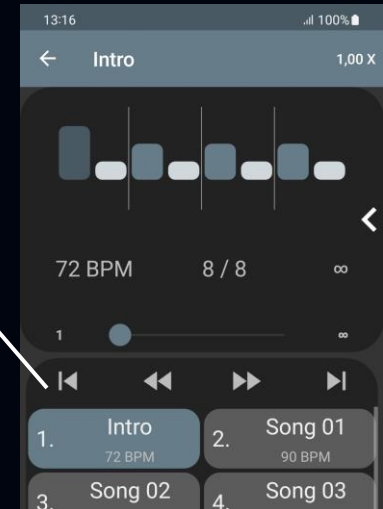 13:16 100%
Intro 1,00 X
72 BPM 8 / 8 ∞
1 ∞
1. Intro 72 BPM
2. Song 01 90 BPM
3. Song 02
4. Song 03